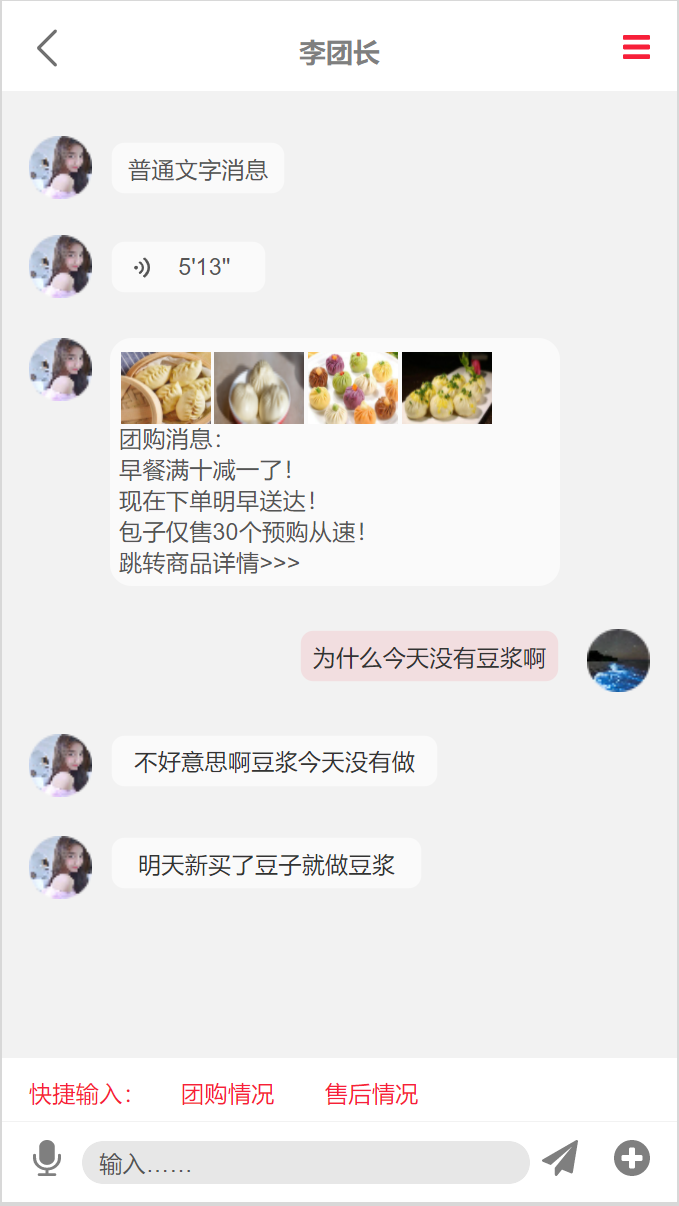 李团长
普通文字消息
5'13"
团购消息：
早餐满十减一了！
现在下单明早送达！
包子仅售30个预购从速！
跳转商品详情>>>
为什么今天没有豆浆啊
不好意思啊豆浆今天没有做
明天新买了豆子就做豆浆
快捷输入： 团购情况 售后情况
输入……